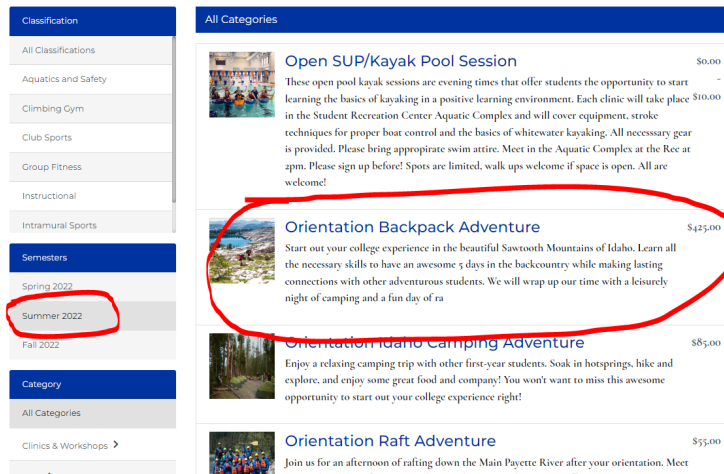 Classification
All Classifications
Aquatics and Safety
Climbing Gym
Club Sports
Group Fitness
Instructional
Intramural Sports
Semesters
Spring 2022
Summer 2022
Fall 2022
Category
All Categories
Clinics & Workshops
All Categories
Open SUP/Kayak Pool Session
$0.00
-
$10.00
These open pool kayak sessions are evening times that offer students the opportunity to start
learning the basics of kayaking in a positive learning environment. Each clinic will take place
in the Student Recreation Center Aquatic Complex and will cover equipment, stroke
techniques for proper boat control and the basics of whitewater kayaking. All necesssary gear
is provided. Please bring appropirate swim attire. Meet in the Aquatic Complex at the Rec at
2pm. Please sign up before! Spots are limited, walk ups welcome if space is open. All are
welcome!
Orientation Backpack Adventure
$425.00
Start out your college experience in the beautiful Sawtooth Mountains of Idaho. Learn all
the necessary skills to have an awesome 5 days in the backcountry while making lasting
connections with other adventurous students. We will wrap up our time with a leisurely
night of camping and a fun day of ra
Orientation Idaho Camping Adventure
$85.00
Enjoy a relaxing camping trip with other first-year students. Soak in hotsprings, hike and
explore, and enjoy some great food and company! You won't want to miss this awesome
opportunity to start out your college experience right!
Orientation Raft Adventure
$55.00
Join us for an afternoon of rafting down the Main Payette River after your orientation. Meet